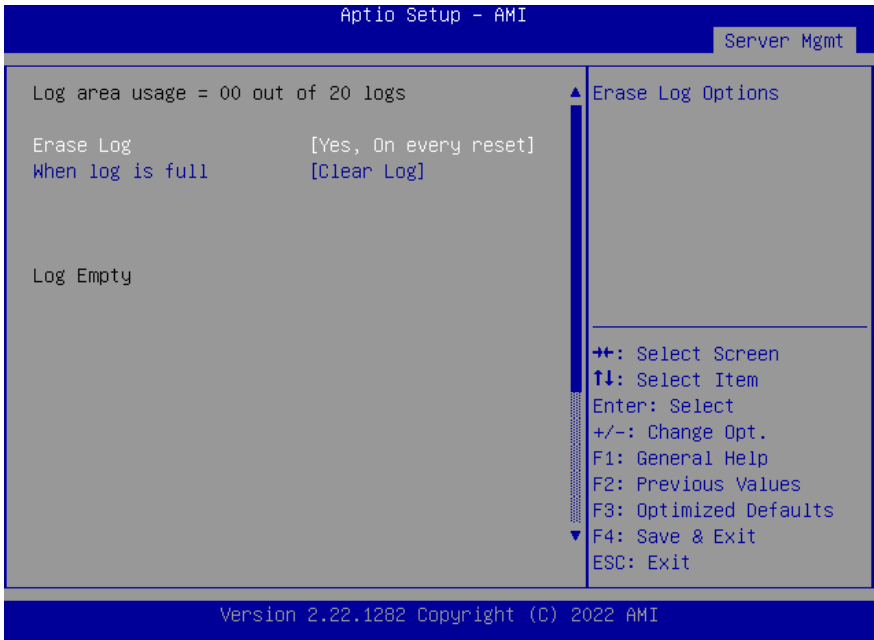 Aptio Setup – AMI
Server Mgmt
Log area usage = 00 out of 20 logs
Erase Log [Yes, On every reset]
When log is full [Clear Log]
Log Empty
Erase Log Options
→←: Select Screen
↑↓: Select Item
Enter: Select
+/-: Change Opt.
F1: General Help
F2: Previous Values
F3: Optimized Defaults
F4: Save & Exit
ESC: Exit
Version 2.22.1282 Copyright (C) 2022 AMI